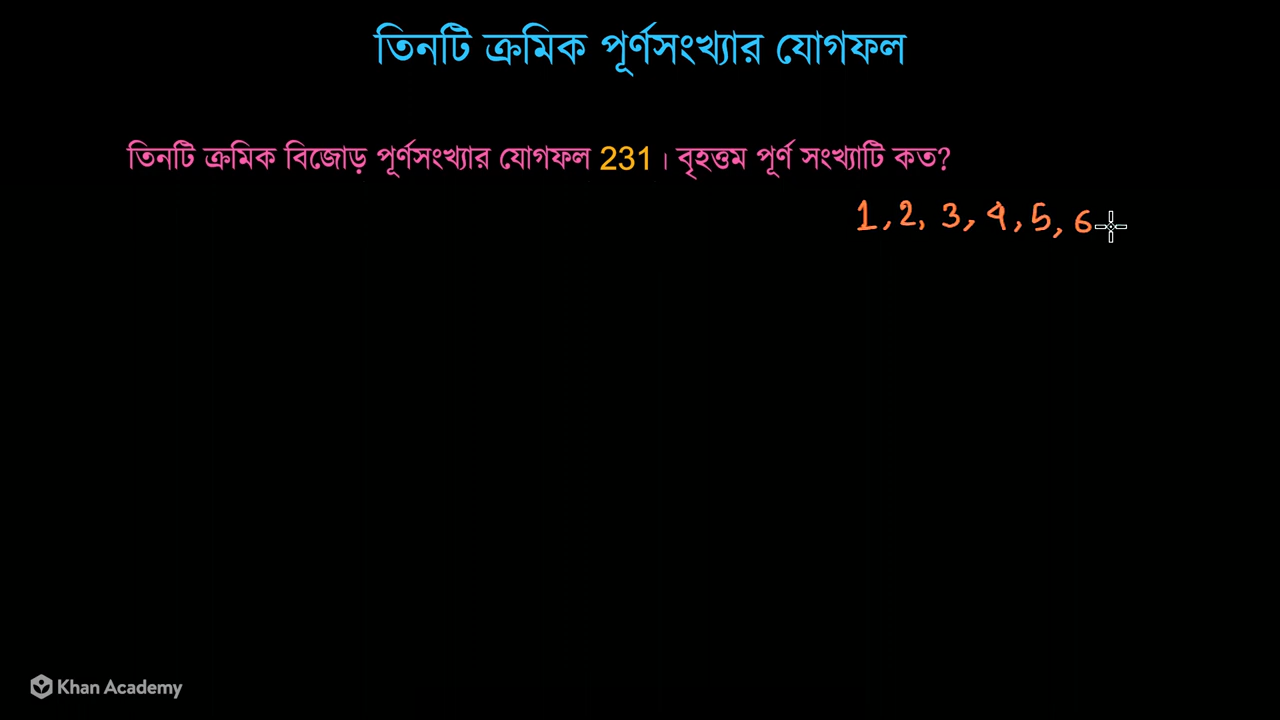 তিনটি ক্রমিক পূর্ণসংখ্যার যোগফল
তিনটি ক্রমিক বিজোড় পূর্ণসংখ্যার যোগফল 231। বৃহত্তম পূর্ণ সংখ্যাটি কত?
1, 2, 3, 4, 5, 6
Khan Academy